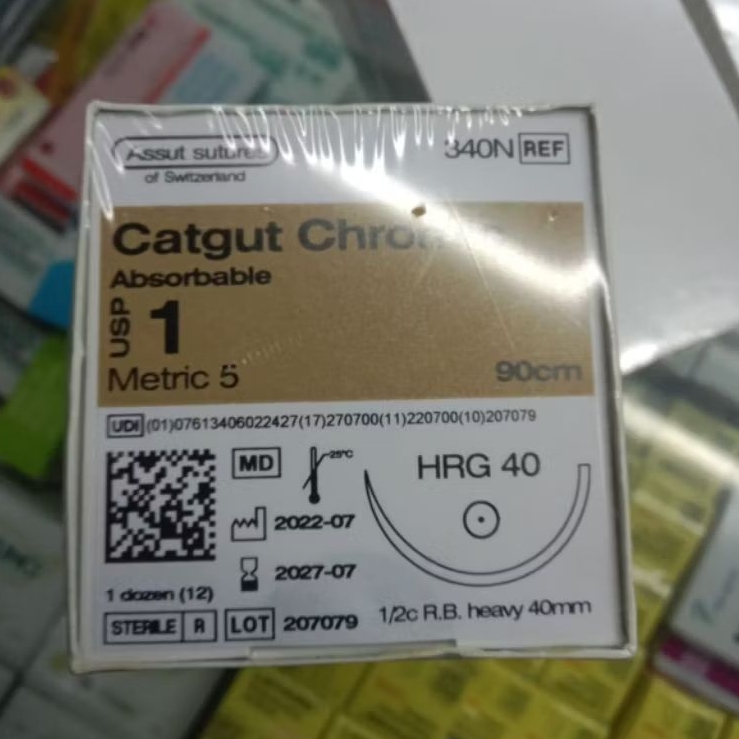 Assut sutures
of Switzerland
340N REF
Catgut Chromic
Absorbable
USP 1
Metric 5
90cm
UDI (01)07613406022427(17)270700(11)220700(10)207079
MD
25°C
HRG 40
2022-07
2027-07
1 dozen (12)
STERILE R LOT 207079
1/2c R.B. heavy 40mm